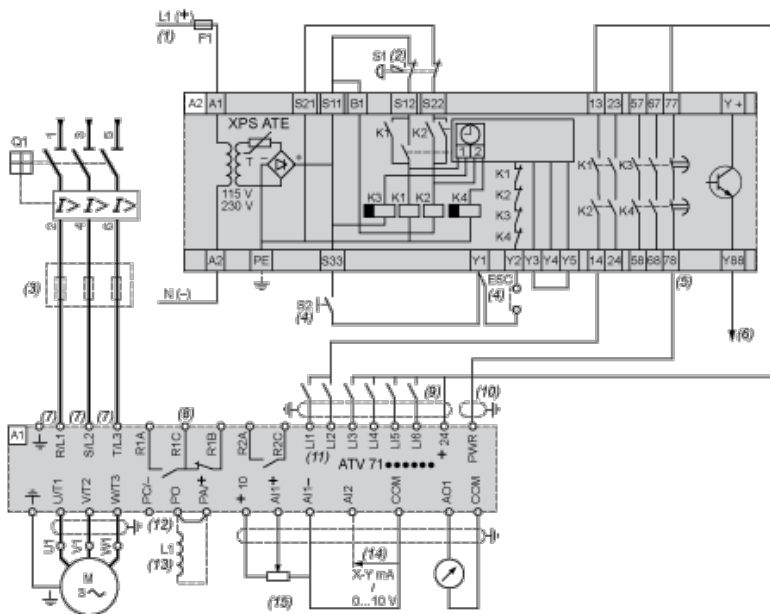 L1 (+)
(1)
F1
S1 (2)
A2 A1 S21 S11 B1 S12 S22 13 23 57 67 77 Y +
XPS ATE
K1 K2
T
+
1 2
115 V
230 V
K3 K1 K2 K4
K1
K2
K3
K4
K1 K3
K2 K4
A2 PE S33 Y1 Y2 Y3 Y4 Y5 14 24 58 68 78 Y88
N (–)
S2
(4)
ESC
(4)
(5)
(6)
Q1
1 3 5
I> I> I>
2 4 6
(3)
(7) (7) (7) (8) (9) (10)
A1
R/L1 S/L2 T/L3 R1A R1C R1B R2A R2C LI1 LI2 LI3 LI4 LI5 LI6 + 24 PWR
(11)
ATV 71
U/T1 V/T2 W/T3 PC/– PO PA/+ + 10 AI1+ AI1– AI2 COM AO1 COM
(12)
U1 V1 W1
L1
(13)
(14)
X-Y mA
/
0...10 V
(15)
M
3